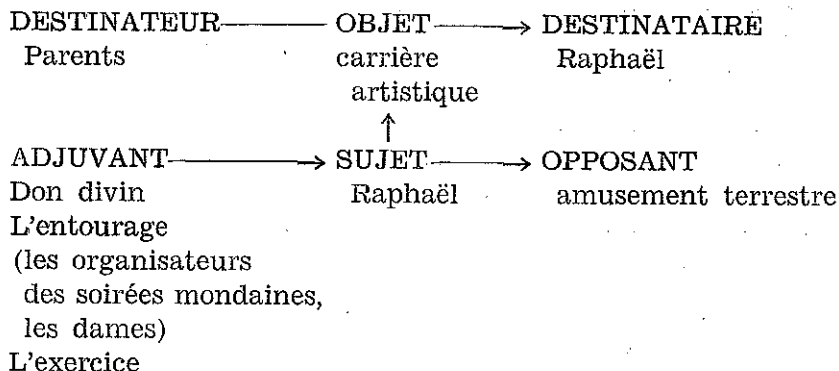 DESTINATEUR——— OBJET ———→ DESTINATAIRE
Parents carrière Raphaël
artistique
↑
ADJUVANT———→ SUJET———→ OPPOSANT
Don divin Raphaël amusement terrestre
L'entourage
(les organisateurs
des soirées mondaines,
les dames)
L'exercice